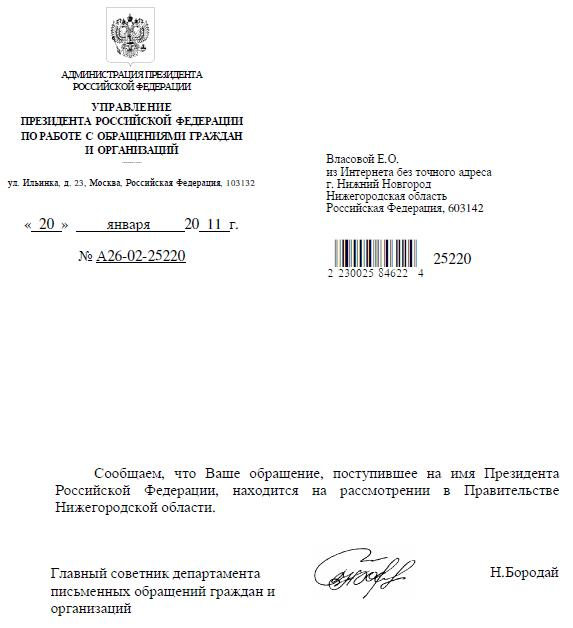 АДМИНИСТРАЦИЯ ПРЕЗИДЕНТА
РОССИЙСКОЙ ФЕДЕРАЦИИ
УПРАВЛЕНИЕ
ПРЕЗИДЕНТА РОССИЙСКОЙ ФЕДЕРАЦИИ
ПО РАБОТЕ С ОБРАЩЕНИЯМИ ГРАЖДАН
И ОРГАНИЗАЦИЙ
ул. Ильинка, д. 23, Москва, Российская Федерация, 103132
« 20 » января 20 11 г.
№ А26-02-25220
Власовой Е.О.
из Интернета без точного адреса
г. Нижний Новгород
Нижегородская область
Российская Федерация, 603142
25220
2 230025 84622 4
Сообщаем, что Ваше обращение, поступившее на имя Президента
Российской Федерации, находится на рассмотрении в Правительстве
Нижегородской области.
Главный советник департамента
письменных обращений граждан и
организаций
Н.Бородай